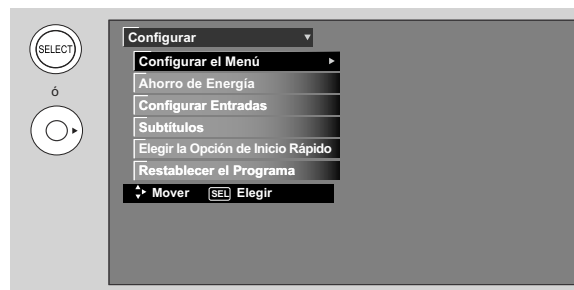 SELECT
ó
Configurar
Configurar el Menú
Ahorro de Energía
Configurar Entradas
Subtítulos
Elegir la Opción de Inicio Rápido
Restablecer el Programa
Mover SEL Elegir